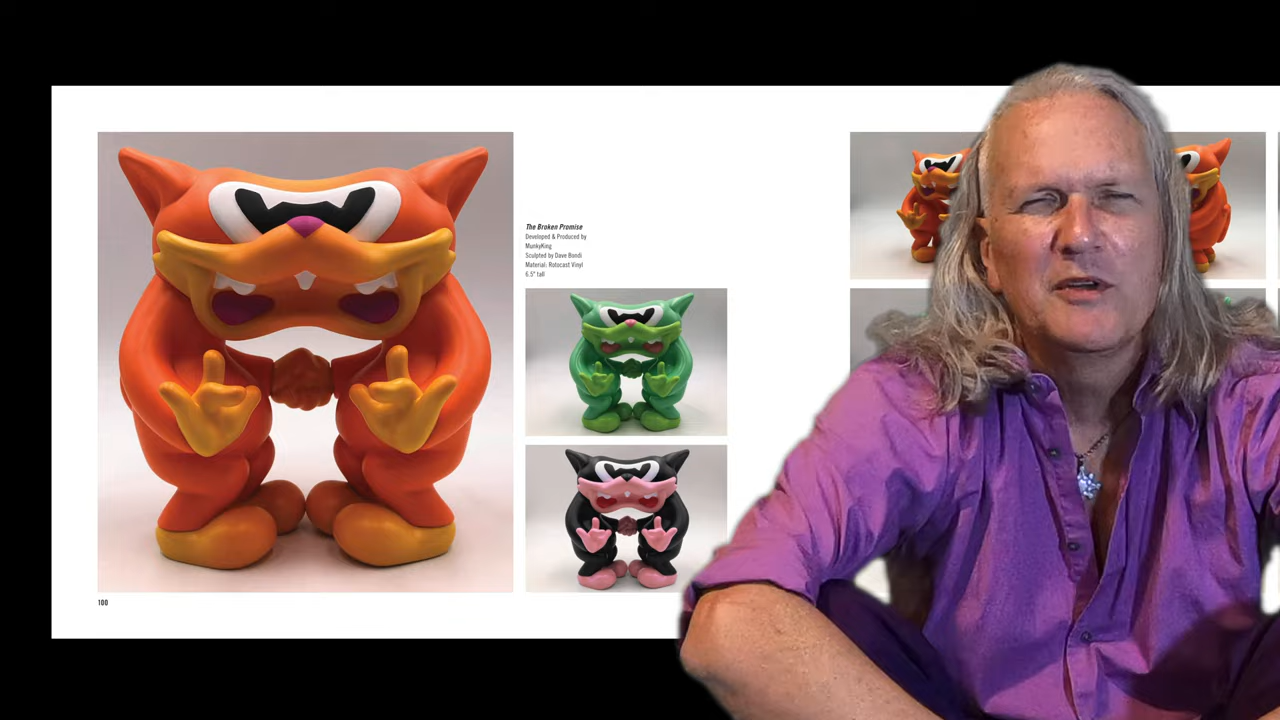 The Broken Promise
Developed & Produced by
MunkyKing
Sculpted by Dave Bondi
Material: Rotocast Vinyl
6.5" tall
100